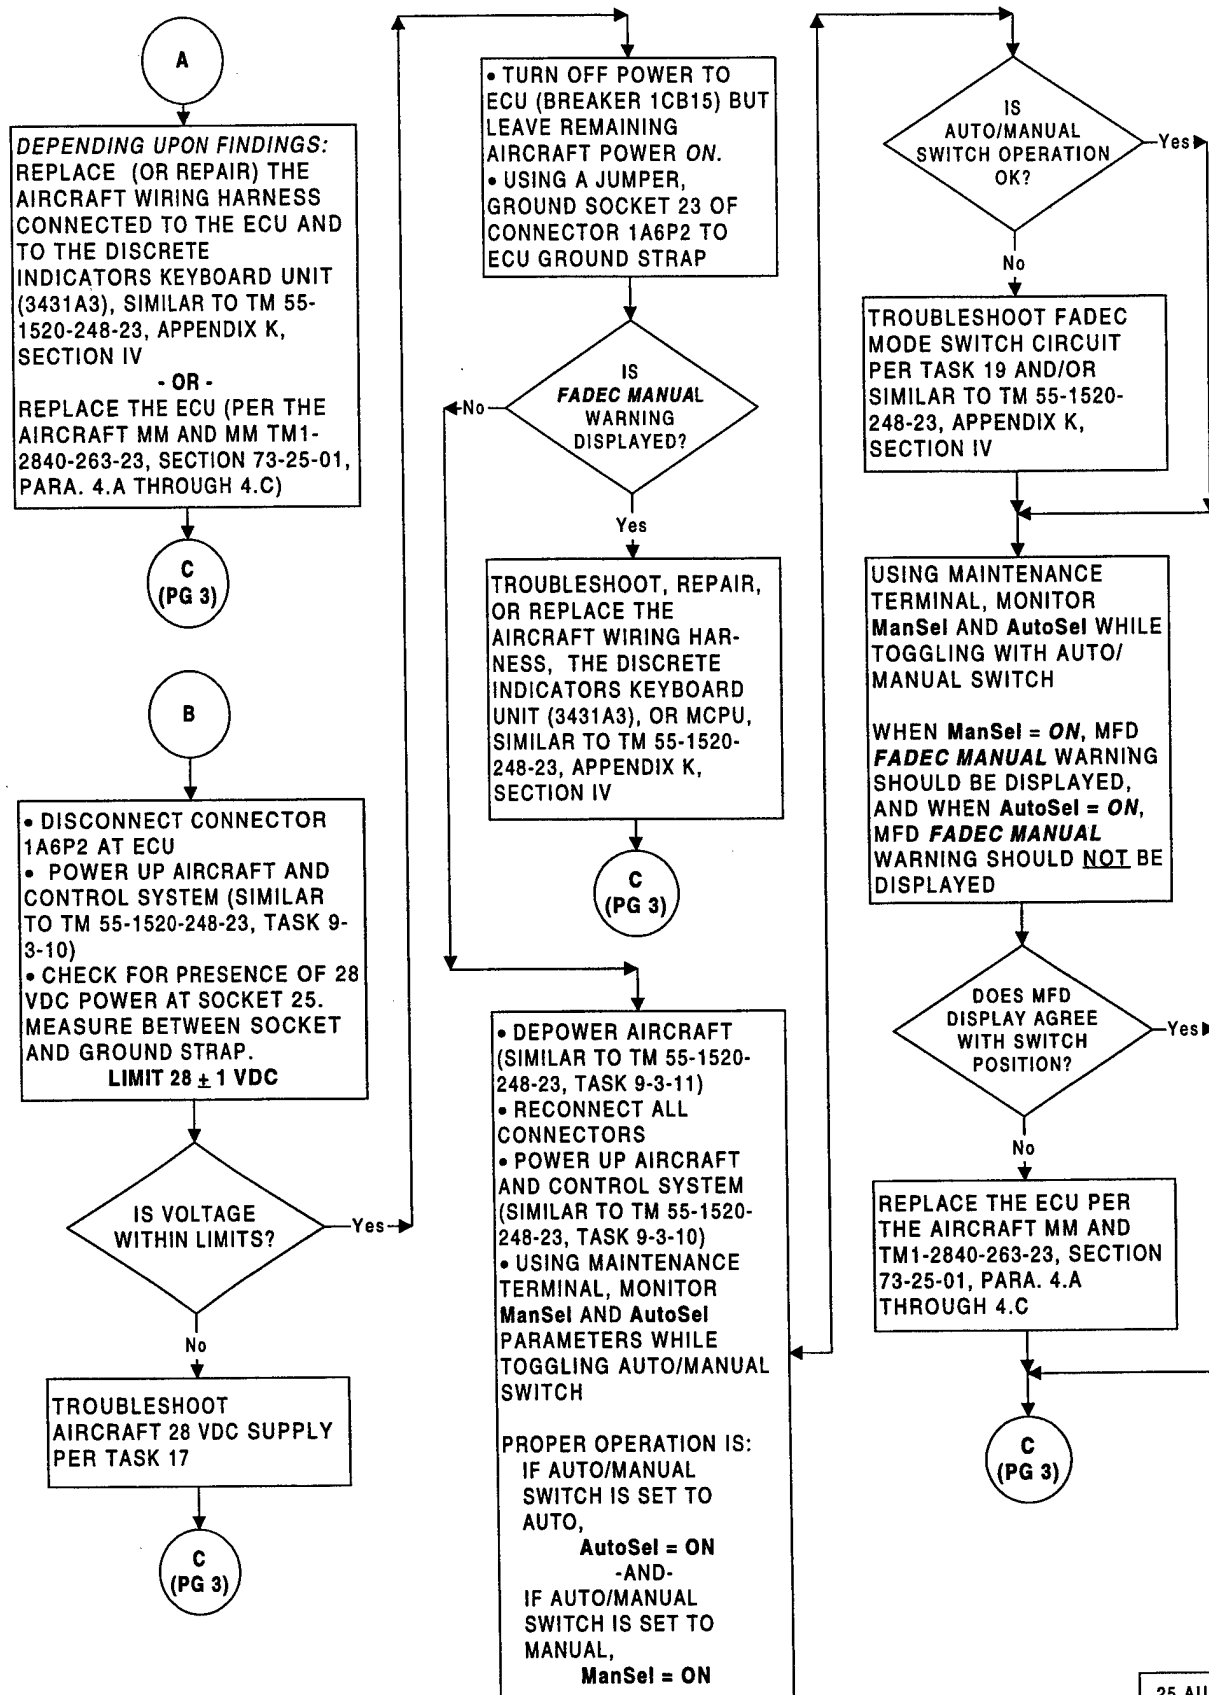 A
DEPENDING UPON FINDINGS:
REPLACE (OR REPAIR) THE
AIRCRAFT WIRING HARNESS
CONNECTED TO THE ECU AND
TO THE DISCRETE
INDICATORS KEYBOARD UNIT
(3431A3), SIMILAR TO TM 55-
1520-248-23, APPENDIX K,
SECTION IV
- OR -
REPLACE THE ECU (PER THE
AIRCRAFT MM AND MM TM1-
2840-263-23, SECTION 73-25-01,
PARA. 4.A THROUGH 4.C)
C
(PG 3)
B
• DISCONNECT CONNECTOR
1A6P2 AT ECU
• POWER UP AIRCRAFT AND
CONTROL SYSTEM (SIMILAR
TO TM 55-1520-248-23, TASK 9-
3-10)
• CHECK FOR PRESENCE OF 28
VDC POWER AT SOCKET 25.
MEASURE BETWEEN SOCKET
AND GROUND STRAP.
LIMIT 28 ± 1 VDC
IS VOLTAGE
WITHIN LIMITS?
Yes
No
TROUBLESHOOT
AIRCRAFT 28 VDC SUPPLY
PER TASK 17
C
(PG 3)
• TURN OFF POWER TO
ECU (BREAKER 1CB15) BUT
LEAVE REMAINING
AIRCRAFT POWER ON.
• USING A JUMPER,
GROUND SOCKET 23 OF
CONNECTOR 1A6P2 TO
ECU GROUND STRAP
IS
FADEC MANUAL
WARNING
DISPLAYED?
No
Yes
TROUBLESHOOT, REPAIR,
OR REPLACE THE
AIRCRAFT WIRING HAR-
NESS, THE DISCRETE
INDICATORS KEYBOARD
UNIT (3431A3), OR MCPU,
SIMILAR TO TM 55-1520-
248-23, APPENDIX K,
SECTION IV
C
(PG 3)
• DEPOWER AIRCRAFT
(SIMILAR TO TM 55-1520-
248-23, TASK 9-3-11)
• RECONNECT ALL
CONNECTORS
• POWER UP AIRCRAFT
AND CONTROL SYSTEM
(SIMILAR TO TM 55-1520-
248-23, TASK 9-3-10)
• USING MAINTENANCE
TERMINAL, MONITOR
ManSel AND AutoSel
PARAMETERS WHILE
TOGGLING AUTO/MANUAL
SWITCH
PROPER OPERATION IS:
IF AUTO/MANUAL
SWITCH IS SET TO
AUTO,
AutoSel = ON
-AND-
IF AUTO/MANUAL
SWITCH IS SET TO
MANUAL,
ManSel = ON
IS
AUTO/MANUAL
SWITCH OPERATION
OK?
Yes
No
TROUBLESHOOT FADEC
MODE SWITCH CIRCUIT
PER TASK 19 AND/OR
SIMILAR TO TM 55-1520-
248-23, APPENDIX K,
SECTION IV
USING MAINTENANCE
TERMINAL, MONITOR
ManSel AND AutoSel WHILE
TOGGLING WITH AUTO/
MANUAL SWITCH
WHEN ManSel = ON, MFD
FADEC MANUAL WARNING
SHOULD BE DISPLAYED,
AND WHEN AutoSel = ON,
MFD FADEC MANUAL
WARNING SHOULD NOT BE
DISPLAYED
DOES MFD
DISPLAY AGREE
WITH SWITCH
POSITION?
Yes
No
REPLACE THE ECU PER
THE AIRCRAFT MM AND
TM1-2840-263-23, SECTION
73-25-01, PARA. 4.A
THROUGH 4.C
C
(PG 3)